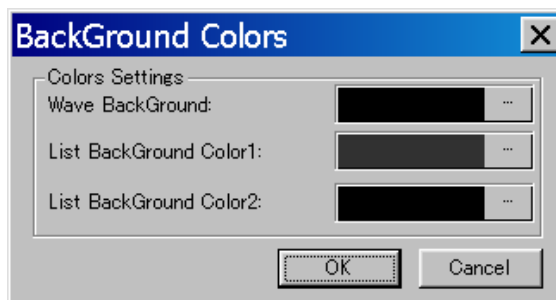 BackGround Colors
Colors Settings
Wave BackGround:
...
List BackGround Color1:
...
List BackGround Color2:
...
OK Cancel